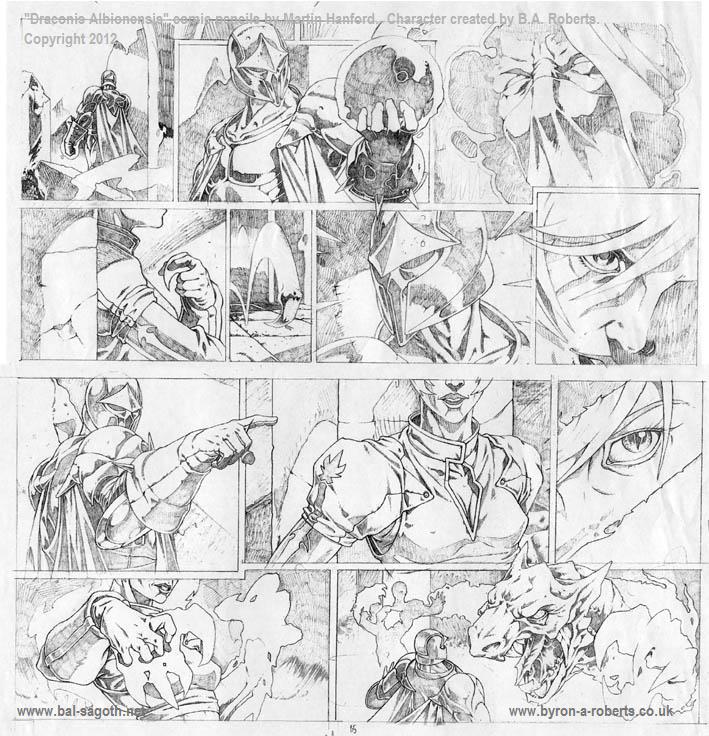 "Draconis Albionensis" comic pencils by Martin Hanford. Character created by B.A. Roberts.
Copyright 2012
www.bal-sagoth.net
www.byron-a-roberts.co.uk
15